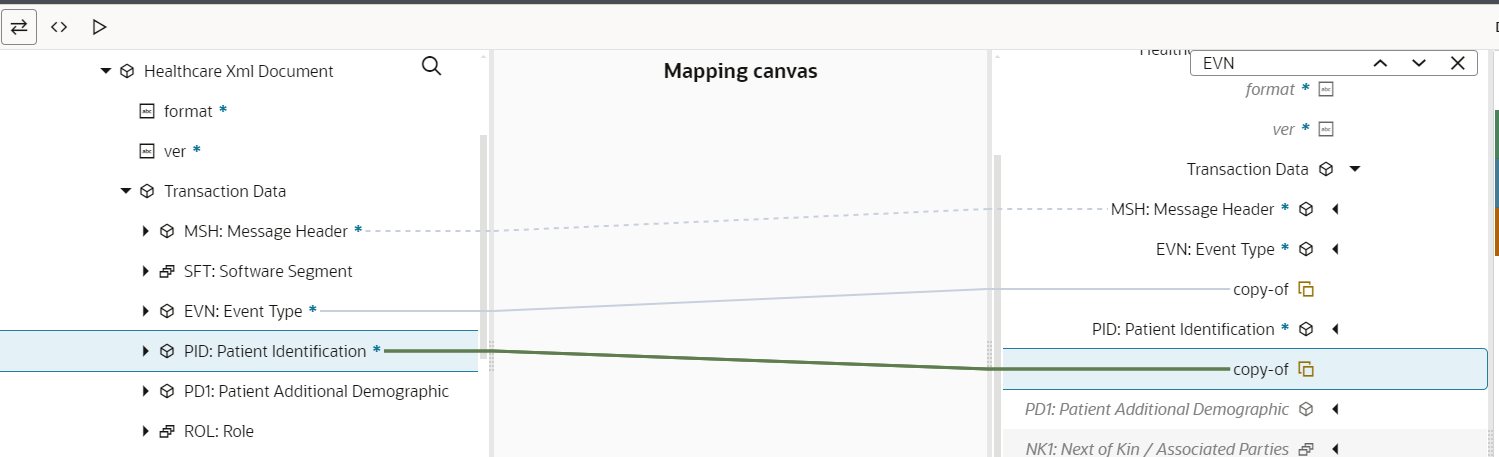 Healthcare Xml Document
format *
ver *
Transaction Data
MSH: Message Header *
SFT: Software Segment
EVN: Event Type *
PID: Patient Identification *
PD1: Patient Additional Demographic
ROL: Role
Mapping canvas
EVN
format *
ver *
Transaction Data
MSH: Message Header *
EVN: Event Type *
copy-of
PID: Patient Identification *
copy-of
PD1: Patient Additional Demographic
NK1: Next of Kin / Associated Parties